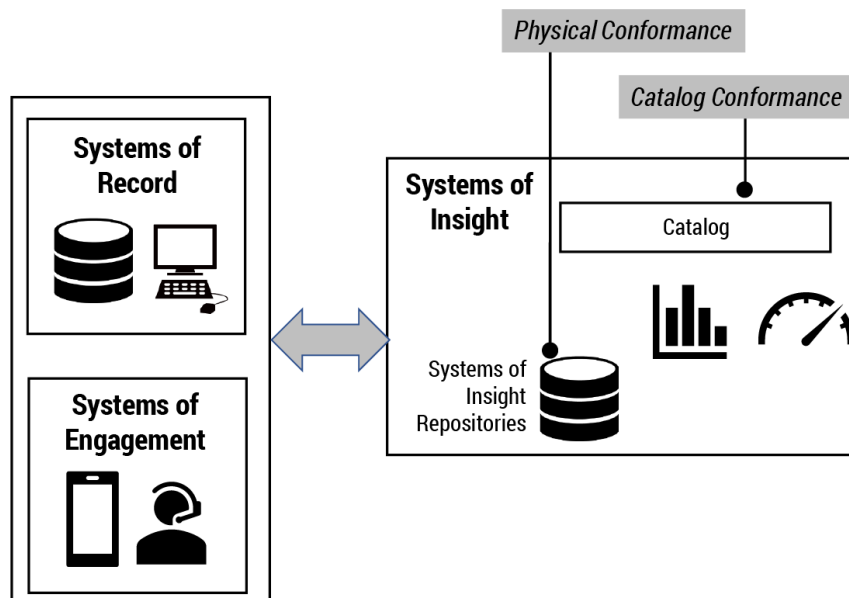 Physical Conformance
Catalog Conformance
Systems of
Record
Systems of
Engagement
Systems of
Insight
Catalog
Systems of
Insight
Repositories